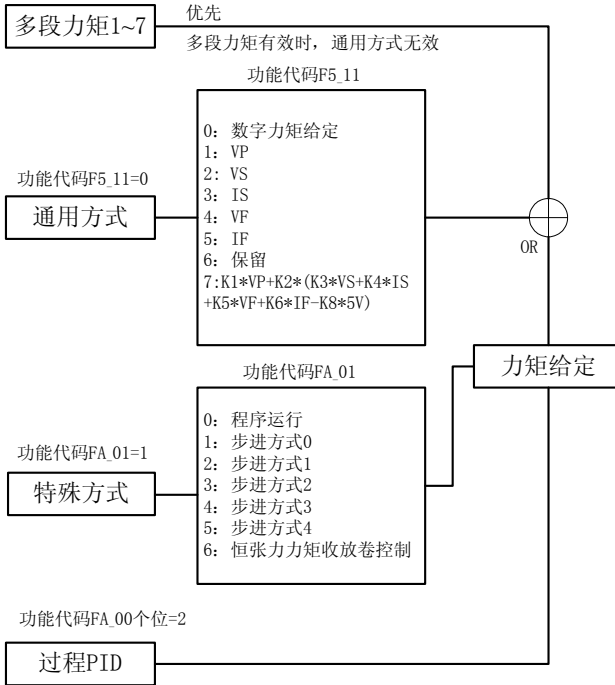 多段力矩1~7
优先
多段力矩有效时，通用方式无效
功能代码F5_11
0：数字力矩给定
1：VP
2：VS
3：IS
4：VF
5：IF
6：保留
7:K1*VP+K2*(K3*VS+K4*IS
+K5*VF+K6*IF-K8*5V)
功能代码F5_11=0
通用方式
OR
力矩给定
功能代码FA_01
0：程序运行
1：步进方式0
2：步进方式1
3：步进方式2
4：步进方式3
5：步进方式4
6：恒张力力矩收放卷控制
功能代码FA_01=1
特殊方式
功能代码FA_00个位=2
过程PID